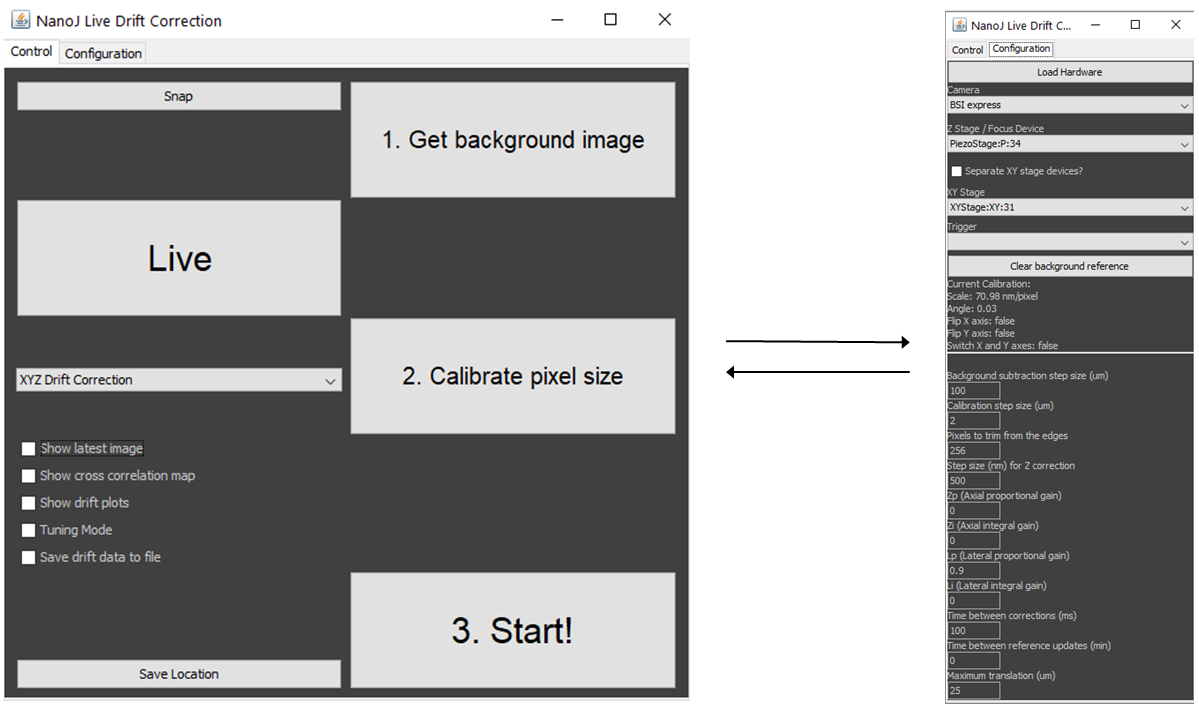 NanoJ Live Drift Correction
Control
Configuration
Snap
1. Get background image
Live
2. Calibrate pixel size
XYZ Drift Correction
Show latest image
Show cross correlation map
Show drift plots
Tuning Mode
Save drift data to file
3. Start!
Save Location
NanoJ Live Drift C...
Control
Configuration
Load Hardware
Camera
BSI express
Z Stage / Focus Device
PiezoStage:P:34
Separate XY stage devices?
XY Stage
XYStage:XY:31
Trigger
Clear background reference
Current Calibration:
Scale: 70.98 nm/pixel
Angle: 0.03
Flip X axis: false
Flip Y axis: false
Switch X and Y axes: false
Background subtraction step size (um)
100
Calibration step size (um)
2
Pixels to trim from the edges
256
Step size (nm) for Z correction
500
Zp (Axial proportional gain)
0
Zi (Axial integral gain)
0
Lp (Lateral proportional gain)
0.9
Li (Lateral integral gain)
0
Time between corrections (ms)
100
Time between reference updates (min)
0
Maximum translation (um)
25